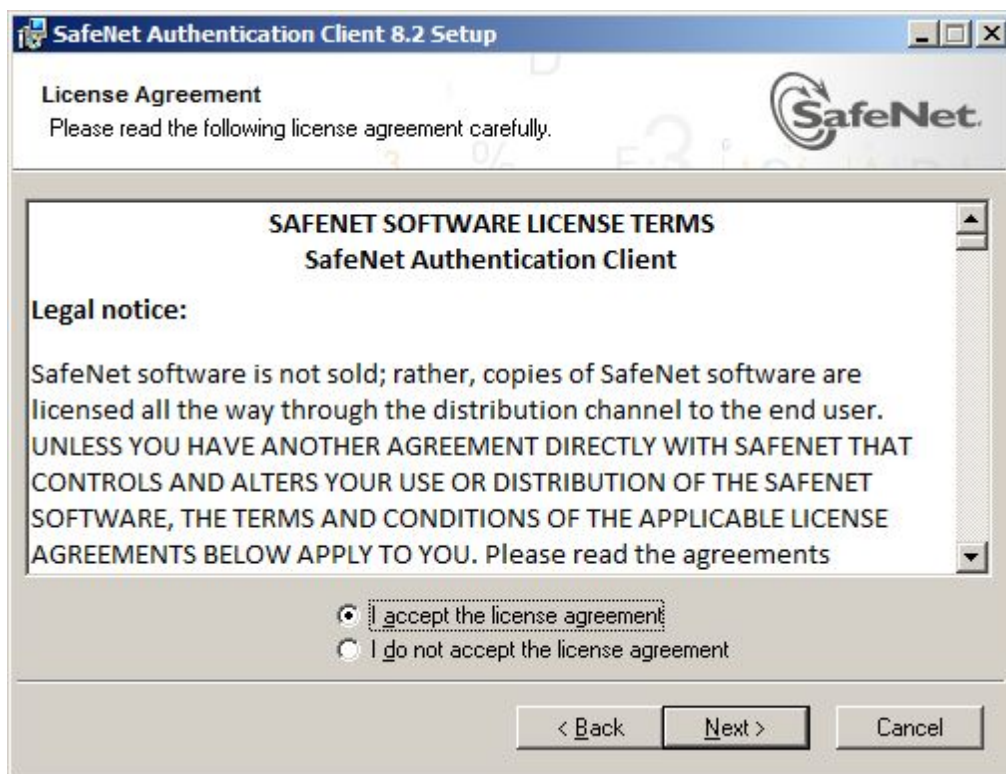 SafeNet Authentication Client 8.2 Setup
License Agreement
Please read the following license agreement carefully.
SafeNet.
SAFENET SOFTWARE LICENSE TERMS
SafeNet Authentication Client
Legal notice:
SafeNet software is not sold; rather, copies of SafeNet software are
licensed all the way through the distribution channel to the end user.
UNLESS YOU HAVE ANOTHER AGREEMENT DIRECTLY WITH SAFENET THAT
CONTROLS AND ALTERS YOUR USE OR DISTRIBUTION OF THE SAFENET
SOFTWARE, THE TERMS AND CONDITIONS OF THE APPLICABLE LICENSE
AGREEMENTS BELOW APPLY TO YOU. Please read the agreements
I accept the license agreement
I do not accept the license agreement
< Back Next > Cancel